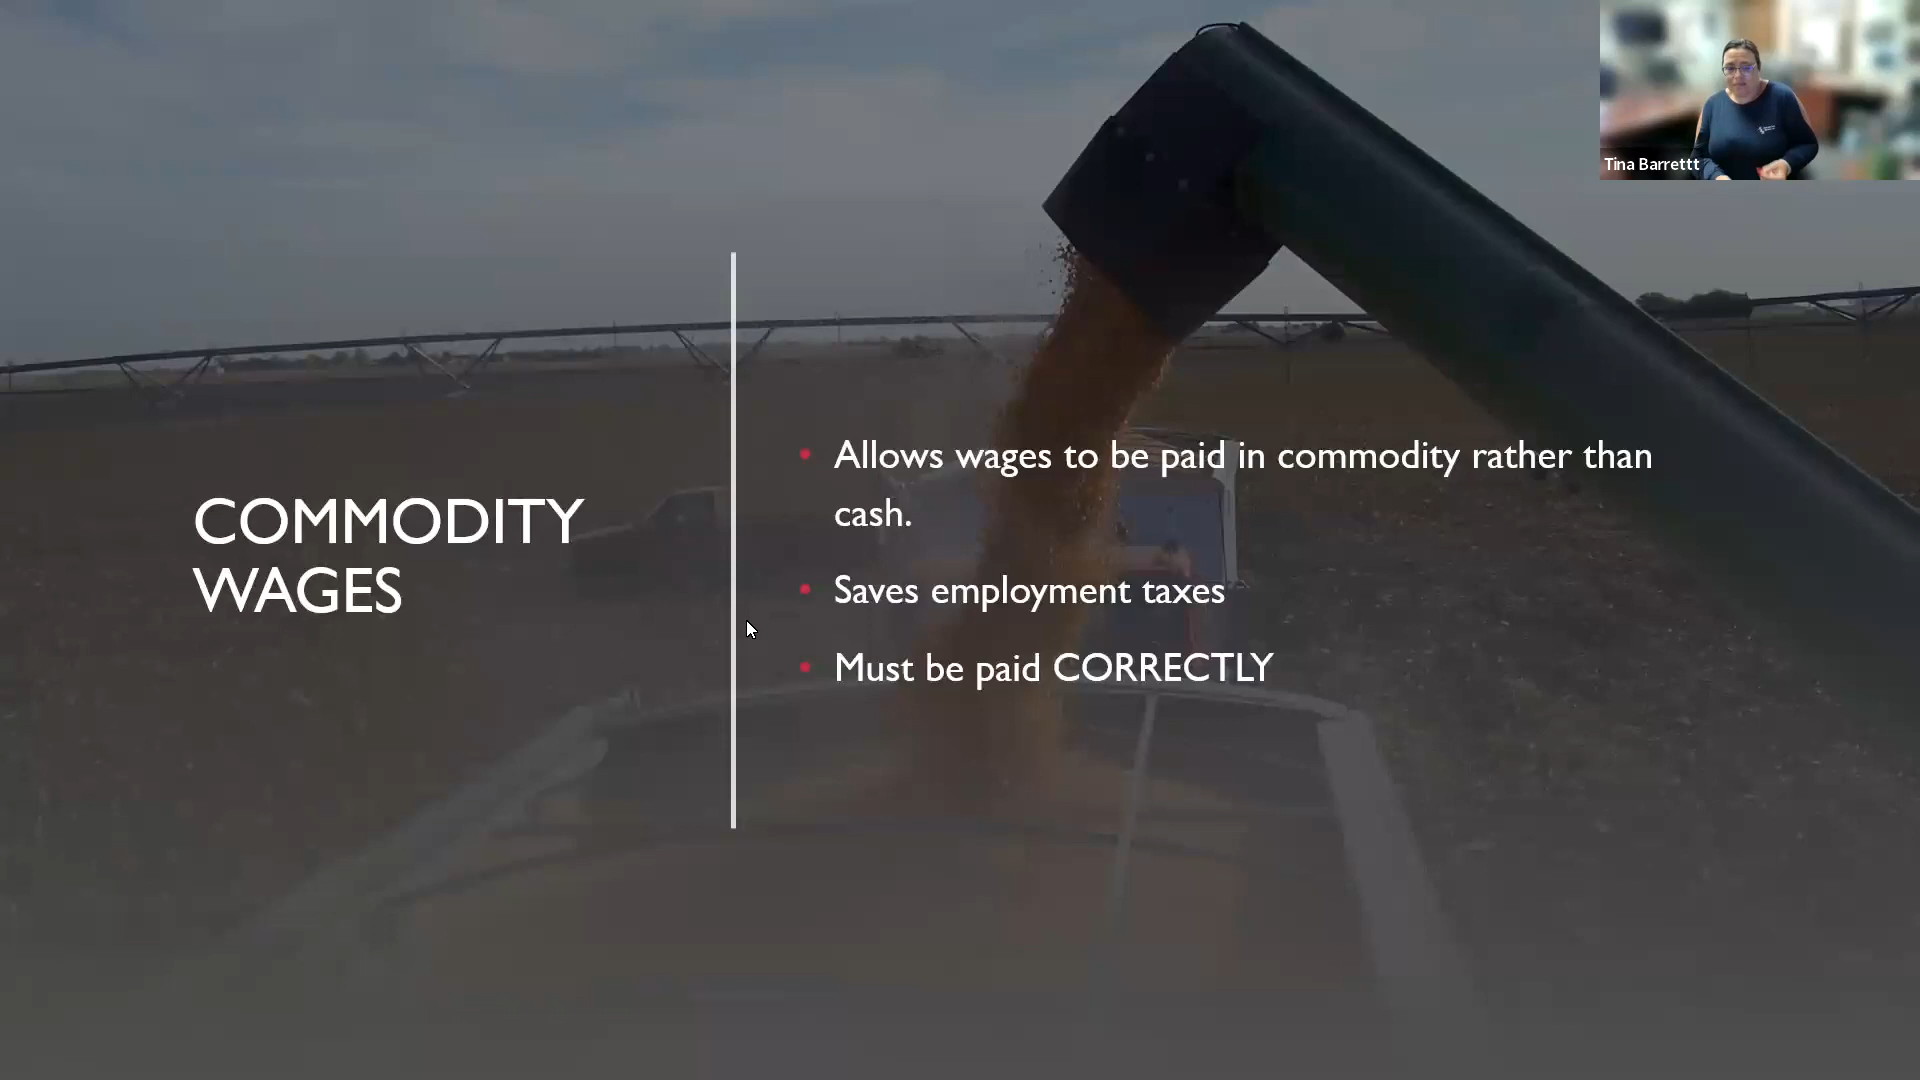 Tina Barrettt
COMMODITY
WAGES
• Allows wages to be paid in commodity rather than
cash.
• Saves employment taxes
• Must be paid CORRECTLY